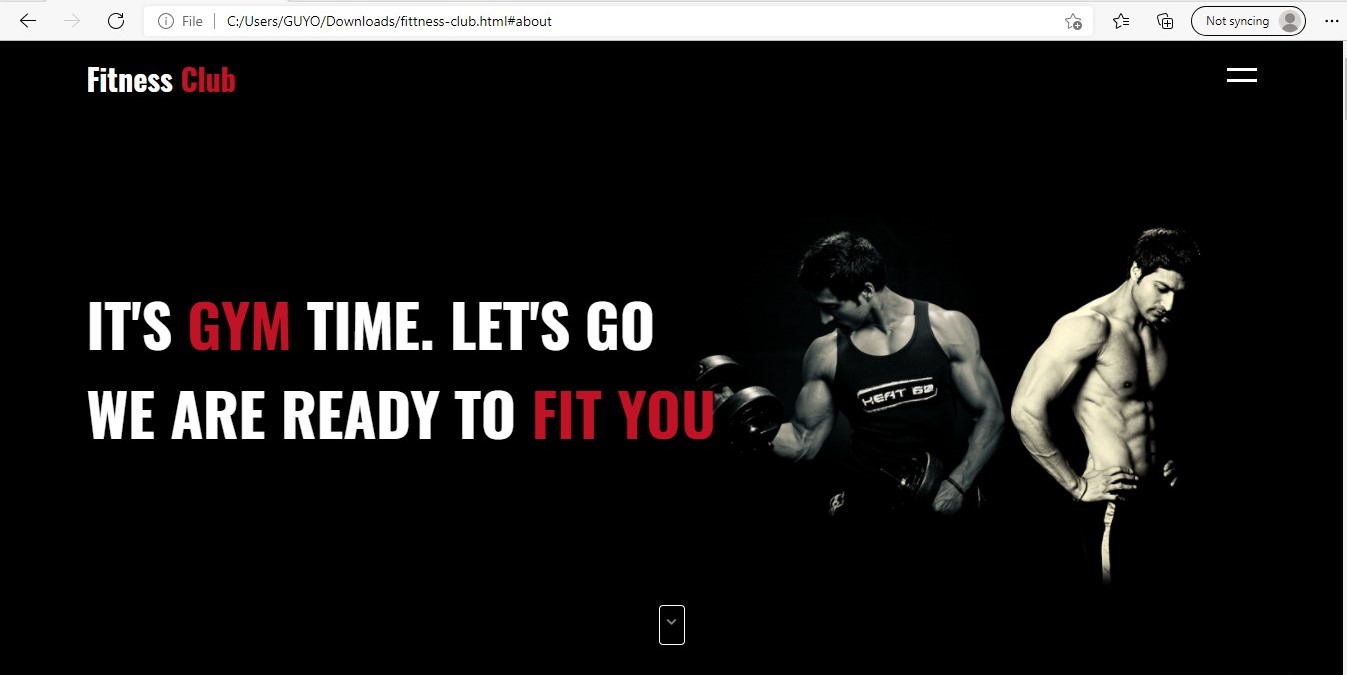 File
C:/Users/GUYO/Downloads/fittness-club.html#about
Not syncing
Fitness Club
IT'S GYM TIME. LET'S GO
WE ARE READY TO FIT YOU
HEAT GO